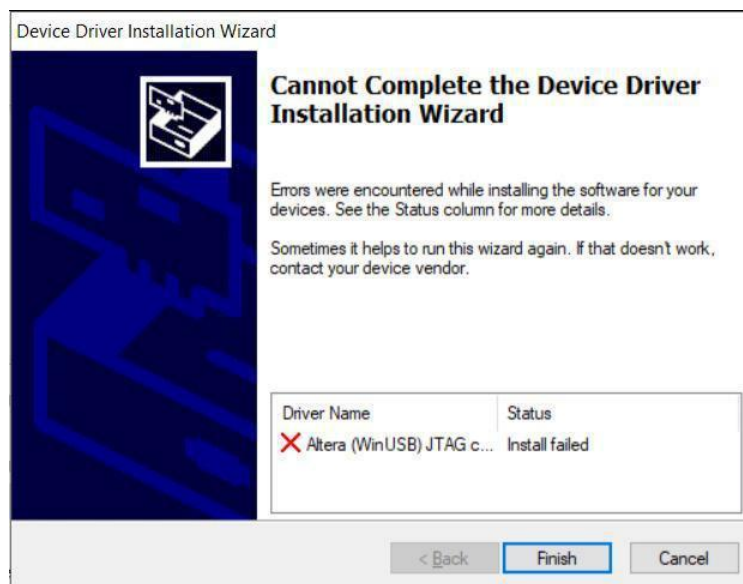 Device Driver Installation Wizard
Cannot Complete the Device Driver
Installation Wizard
Errors were encountered while installing the software for your
devices. See the Status column for more details.
Sometimes it helps to run this wizard again. If that doesn't work,
contact your device vendor.
Driver Name Status
Altera (WinUSB) JTAG c... Install failed
< Back Finish Cancel